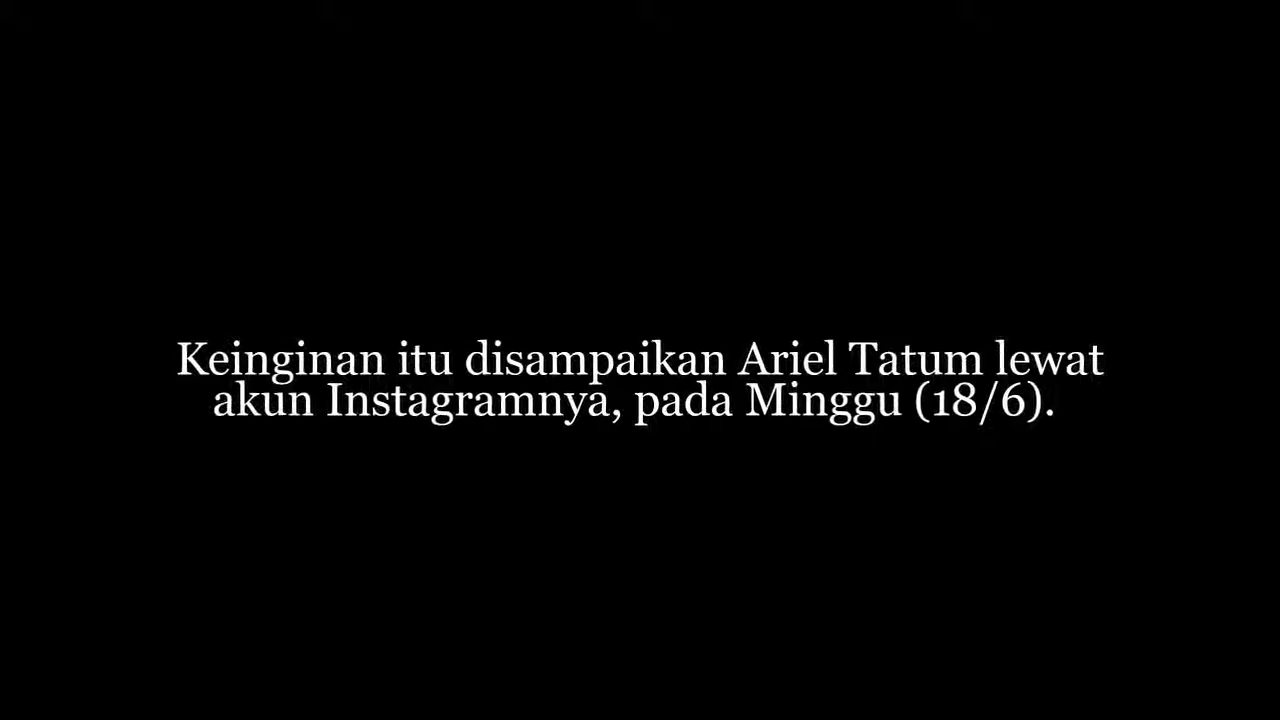 Keinginan itu disampaikan Ariel Tatum lewat
akun Instagramnya, pada Minggu (18/6).